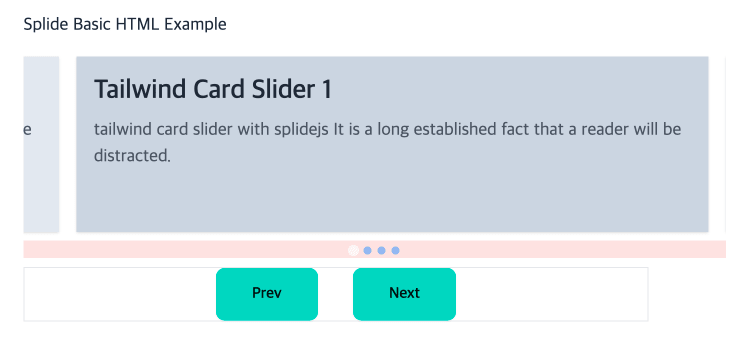 Splide Basic HTML Example
e
Tailwind Card Slider 1
tailwind card slider with splidejs It is a long established fact that a reader will be
distracted.
Prev
Next